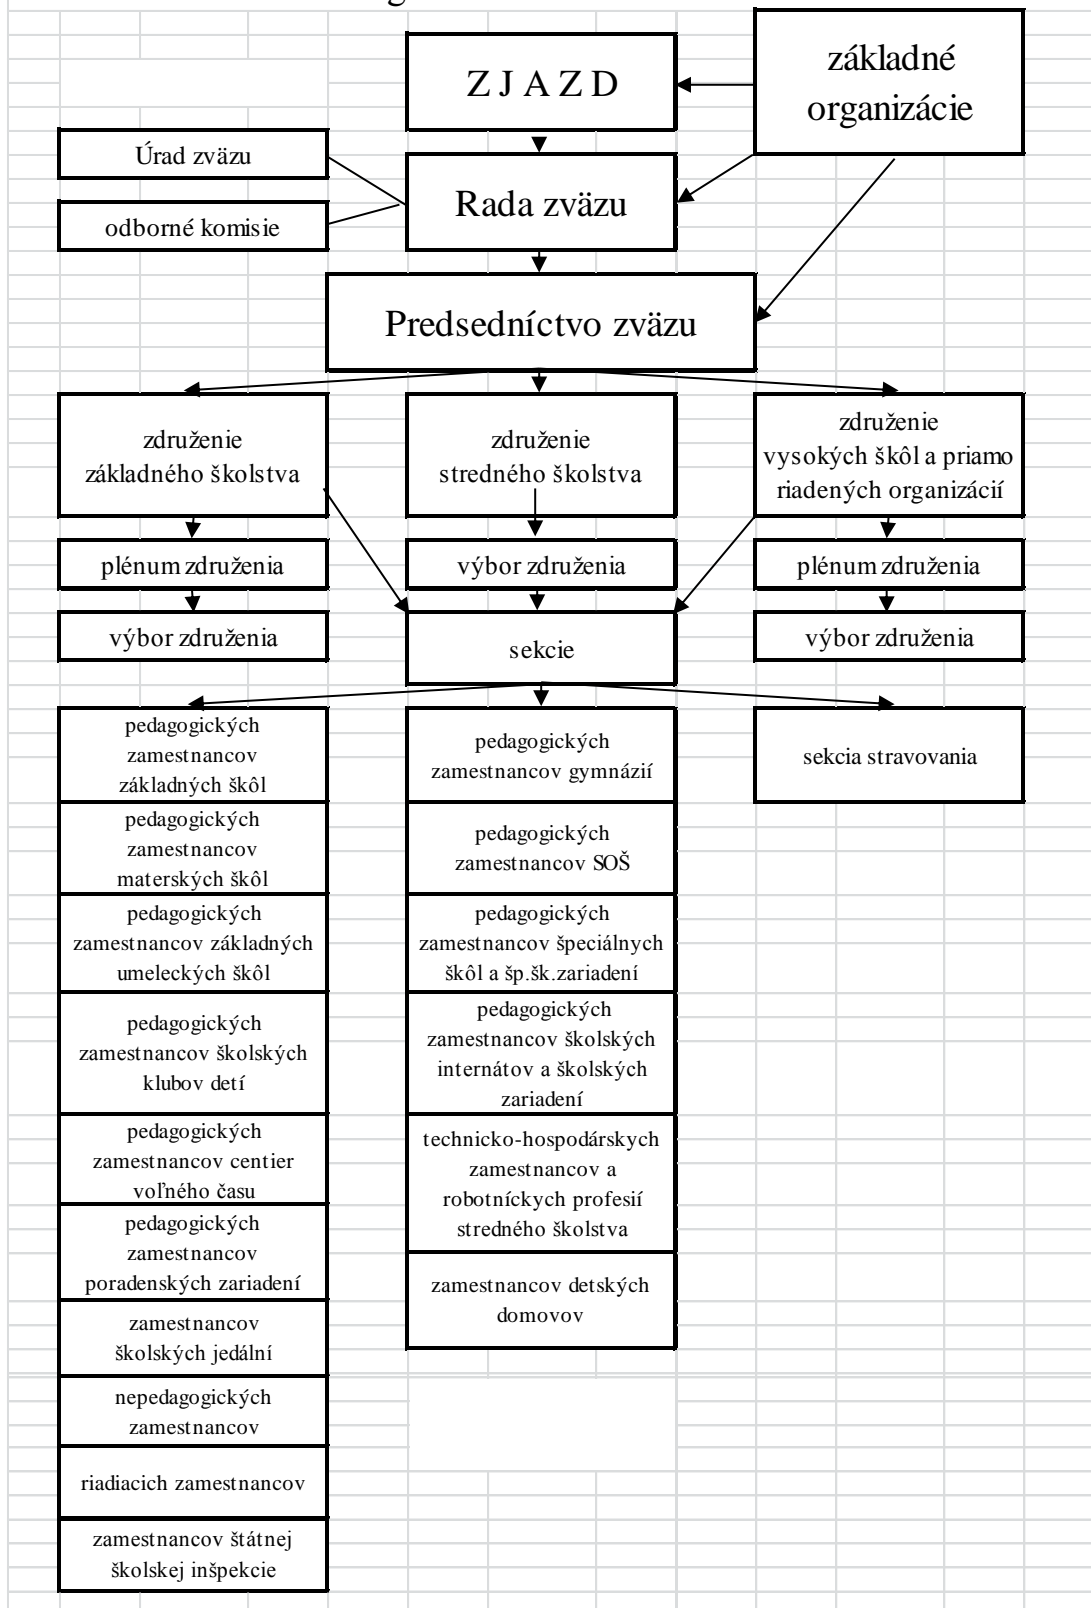 Z J A Z D
základné
organizácie
Úrad zväzu
odborné komisie
Rada zväzu
Predsedníctvo zväzu
združenie
základného školstva
združenie
stredného školstva
združenie
vysokých škôl a priamo
riadených organizácií
plénum združenia
výbor združenia
plénum združenia
výbor združenia
sekcie
výbor združenia
pedagogických
zamestnancov
základných škôl
pedagogických
zamestnancov
materských škôl
pedagogických
zamestnancov základných
umeleckých škôl
pedagogických
zamestnancov školských
klubov detí
pedagogických
zamestnancov centier
voľného času
pedagogických
zamestnancov
poradenských zariadení
zamestnancov
školských jedální
nepedagogických
zamestnancov
riadiacich zamestnancov
zamestnancov štátnej
školskej inšpekcie
pedagogických
zamestnancov gymnázií
pedagogických
zamestnancov SOŠ
pedagogických
zamestnancov špeciálnych
škôl a šp.šk.zariadení
pedagogických
zamestnancov školských
internátov a školských
zariadení
technicko-hospodárskych
zamestnancov a
robotníckych profesií
stredného školstva
zamestnancov detských
domovov
sekcia stravovania